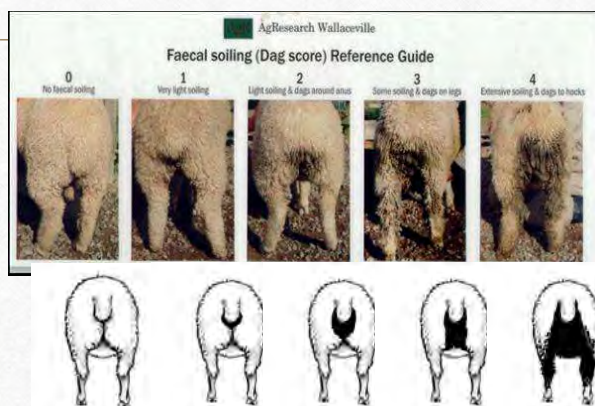 AgResearch Wallaceville
Faecal soiling (Dag score) Reference Guide
0 1 2 3 4
No faecal soiling Very light soiling Light soiling & dags around anus Some soiling & dags on legs Extensive soiling & dags to hocks